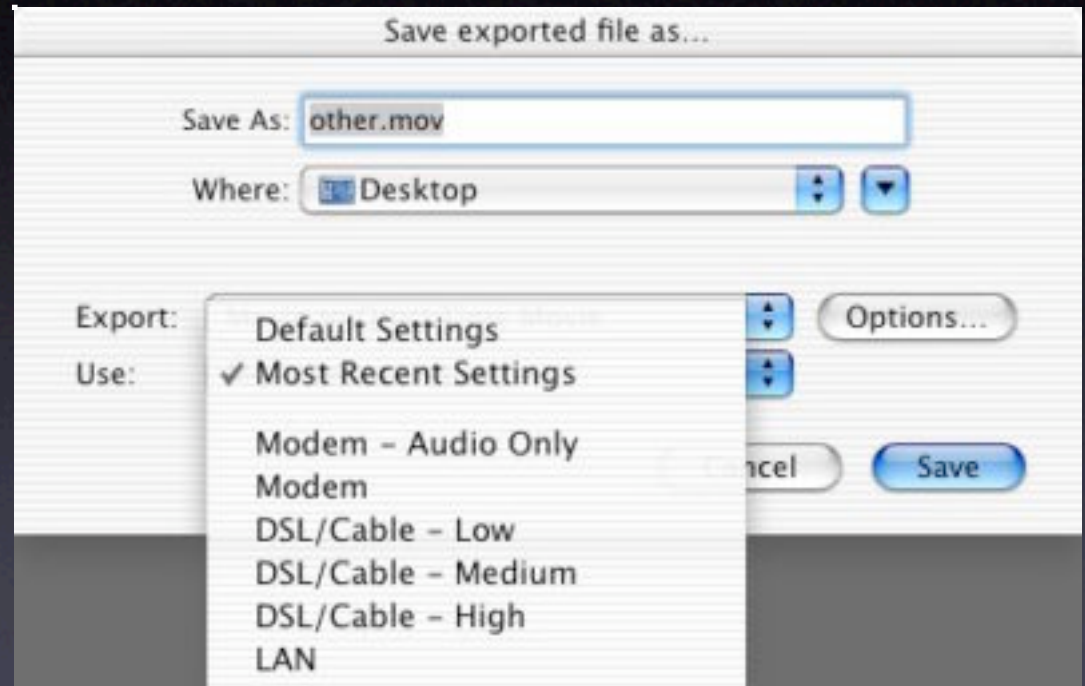 Save exported file as...
Save As: other.mov
Where: Desktop
Export:
Options...
Default Settings
Use:
✓ Most Recent Settings
Modem – Audio Only
Modem
ncel
Save
DSL/Cable – Low
DSL/Cable – Medium
DSL/Cable – High
LAN